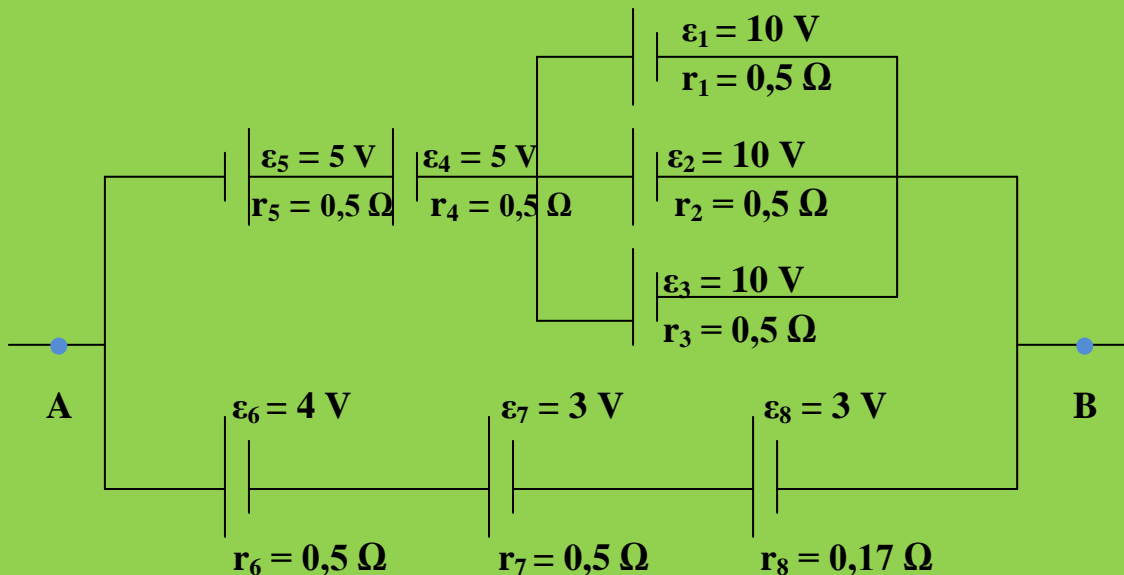 ε₁ = 10 V
r₁ = 0,5 Ω
ε₅ = 5 V
r₅ = 0,5 Ω
ε₄ = 5 V
r₄ = 0,5 Ω
ε₂ = 10 V
r₂ = 0,5 Ω
ε₃ = 10 V
r₃ = 0,5 Ω
A
B
ε₆ = 4 V
ε₇ = 3 V
ε₈ = 3 V
r₆ = 0,5 Ω
r₇ = 0,5 Ω
r₈ = 0,17 Ω